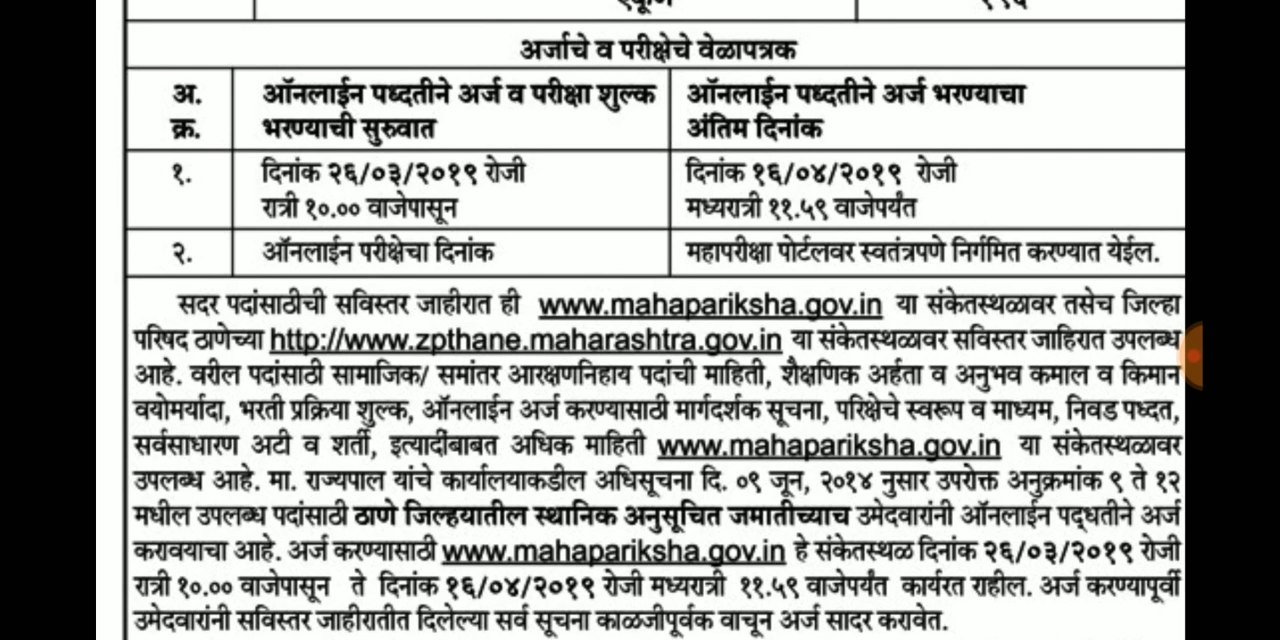 एकूण १९६
अर्जाचे व परीक्षेचे वेळापत्रक
अ. ऑनलाईन पध्दतीने अर्ज व परीक्षा शुल्क ऑनलाईन पध्दतीने अर्ज भरण्याचा
क्र. भरण्याची सुरुवात अंतिम दिनांक
१. दिनांक २६/०३/२०१९ रोजी दिनांक १६/०४/२०१९ रोजी
रात्री १०.०० वाजेपासून मध्यरात्री ११.५९ वाजेपर्यंत
२. ऑनलाईन परीक्षेचा दिनांक महापरीक्षा पोर्टलवर स्वतंत्रपणे निर्गमित करण्यात येईल.
सदर पदांसाठीची सविस्तर जाहीरात ही www.mahapariksha.gov.in या संकेतस्थळावर तसेच जिल्हा
परिषद ठाणेच्या http://www.zpthane.maharashtra.gov.in या संकेतस्थळावर सविस्तर जाहिरात उपलब्ध
आहे. वरील पदांसाठी सामाजिक/ समांतर आरक्षणनिहाय पदांची माहिती, शैक्षणिक अर्हता व अनुभव कमाल व किमान
वयोमर्यादा, भरती प्रक्रिया शुल्क, ऑनलाईन अर्ज करण्यासाठी मार्गदर्शक सूचना, परिक्षेचे स्वरूप व माध्यम, निवड पध्दत,
सर्वसाधारण अटी व शर्ती, इत्यादींबाबत अधिक माहिती www.mahapariksha.gov.in या संकेतस्थळावर
उपलब्ध आहे. मा. राज्यपाल यांचे कार्यालयाकडील अधिसूचना दि. ०९ जून, २०१४ नुसार उपरोक्त अनुक्रमांक ९ ते १२
मधील उपलब्ध पदांसाठी ठाणे जिल्हयातील स्थानिक अनुसूचित जमातीच्याच उमेदवारांनी ऑनलाईन पद्धतीने अर्ज
करावयाचा आहे. अर्ज करण्यासाठी www.mahapariksha.gov.in हे संकेतस्थळ दिनांक २६/०३/२०१९ रोजी
रात्री १०.०० वाजेपासून ते दिनांक १६/०४/२०१९ रोजी मध्यरात्री ११.५९ वाजेपर्यंत कार्यरत राहील. अर्ज करण्यापूर्वी
उमेदवारांनी सविस्तर जाहीरातीत दिलेल्या सर्व सूचना काळजीपूर्वक वाचून अर्ज सादर करावेत.